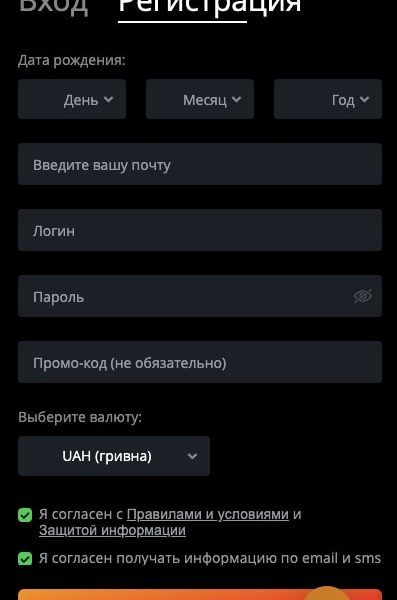 Вход Регистрация
Дата рождения:
День Месяц Год
Введите вашу почту
Логин
Пароль
Промо-код (не обязательно)
Выберите валюту:
UAH (гривна)
Я согласен с Правилами и условиями и
Защитой информации
Я согласен получать информацию по email и sms